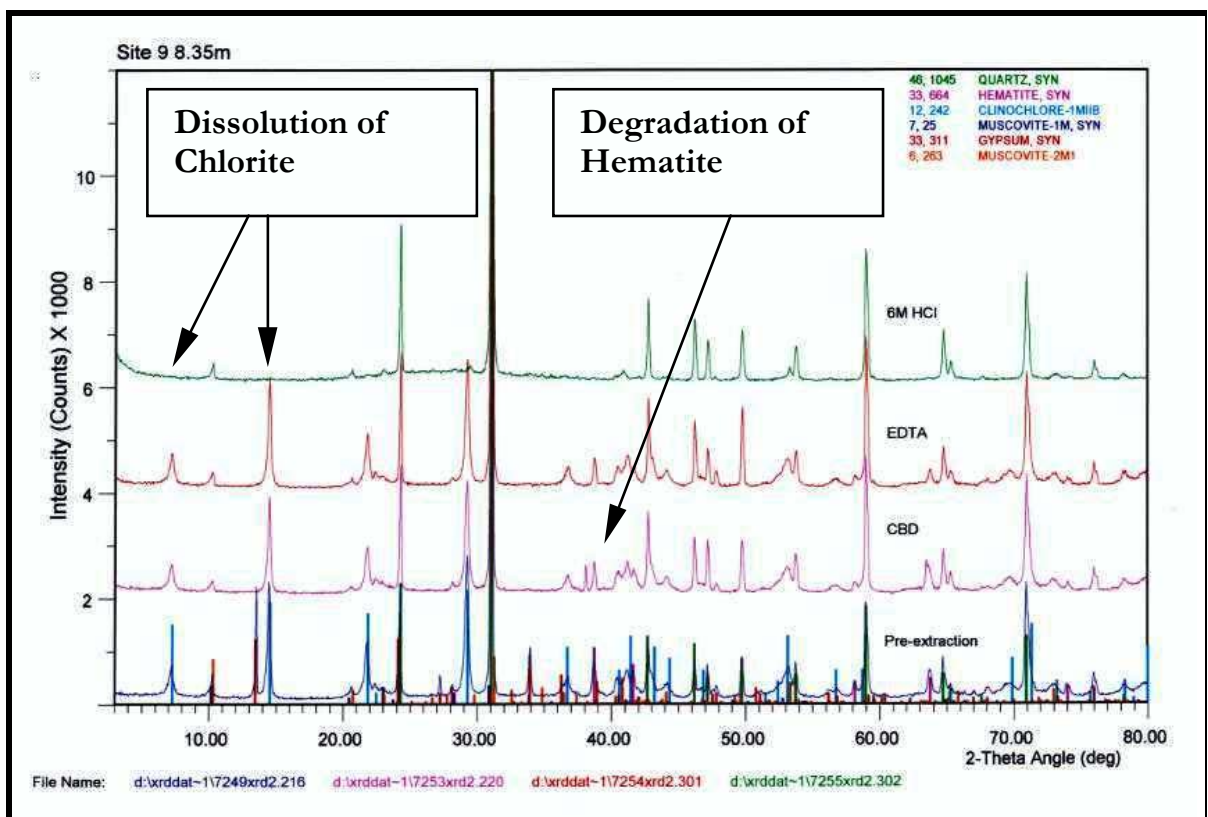 Site 9 8.35m
46, 1045 QUARTZ, SYN
33, 664 HEMATITE, SYN
12, 242 CLINOCHLORE-1MIIB
7, 25 MUSCOVITE-1M, SYN
33, 311 GYPSUM, SYN
6, 263 MUSCOVITE-2M1
Dissolution of
Chlorite
Degradation of
Hematite
Intensity (Counts) X 1000
10
8
6
4
2
6M HCl
EDTA
CBD
Pre-extraction
10.00 20.00 30.00 40.00 50.00 60.00 70.00 80.00
2-Theta Angle (deg)
File Name: d:\xrddat~1\7249xrd2.216 d:\xrddat~1\7253xrd2.220 d:\xrddat~1\7254xrd2.301 d:\xrddat~1\7255xrd2.302